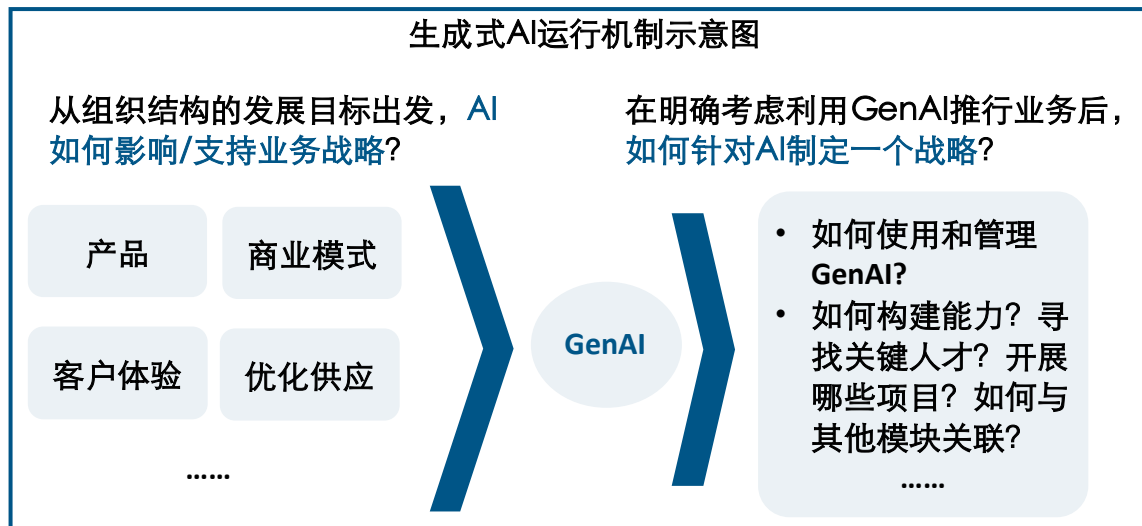 生成式AI运行机制示意图
从组织结构的发展目标出发，AI
如何影响/支持业务战略?
产品
商业模式
客户体验
优化供应
……
GenAI
在明确考虑利用GenAI推行业务后，
如何针对AI制定一个战略?
• 如何使用和管理
GenAI?
• 如何构建能力？寻
找关键人才？开展
哪些项目？如何与
其他模块关联?
……